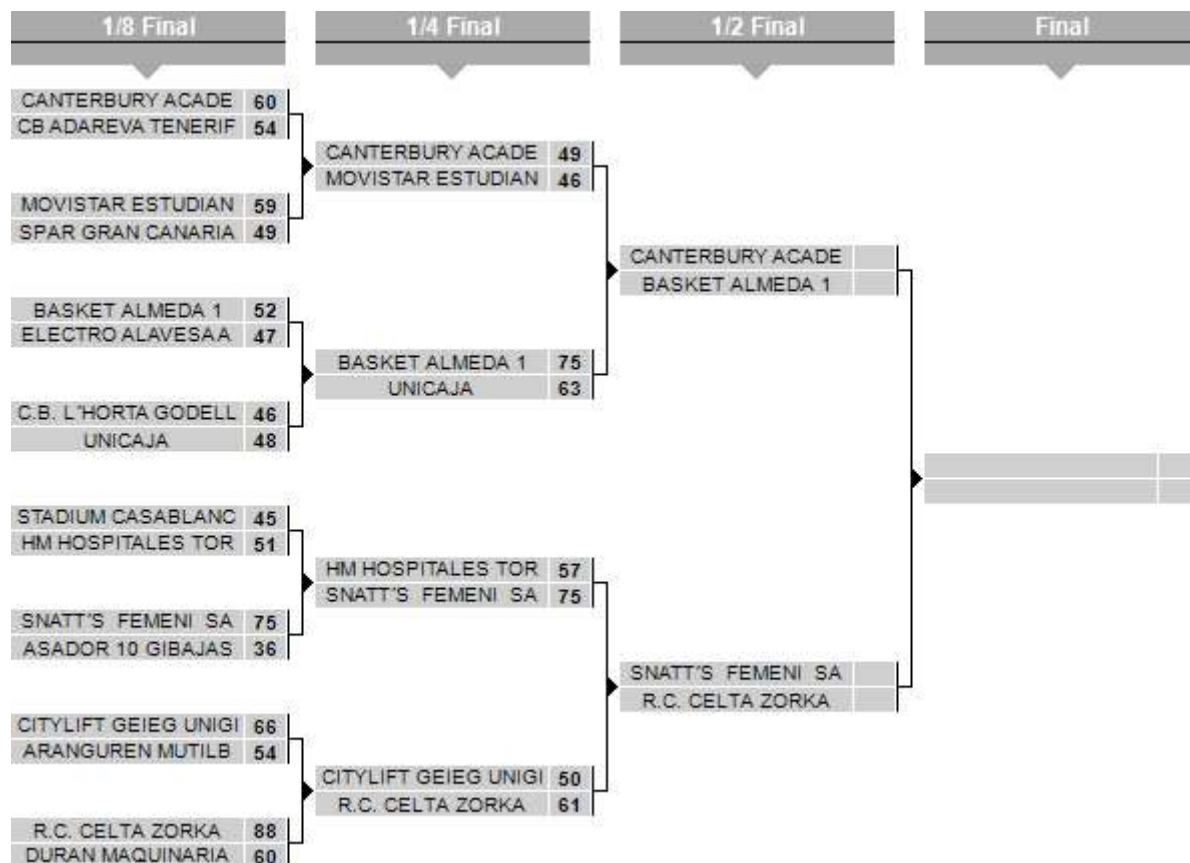 1/8 Final
1/4 Final
1/2 Final
Final
CANTERBURY ACADE 60
CB ADAREVA TENERIF 54
MOVISTAR ESTUDIAN 59
SPAR GRAN CANARIA 49
BASKET ALMEDA 1 52
ELECTRO ALAVESAA 47
C.B. L'HORTA GODELL 46
UNICAJA 48
STADIUM CASABLANC 45
HM HOSPITALES TOR 51
SNATT'S FEMENI SA 75
ASADOR 10 GIBAJAS 36
CITYLIFT GEIEG UNIGI 66
ARANGUREN MUTILB 54
R.C. CELTA ZORKA 88
DURAN MAQUINARIA 60
CANTERBURY ACADE 49
MOVISTAR ESTUDIAN 46
BASKET ALMEDA 1 75
UNICAJA 63
HM HOSPITALES TOR 57
SNATT'S FEMENI SA 75
CITYLIFT GEIEG UNIGI 50
R.C. CELTA ZORKA 61
CANTERBURY ACADE
BASKET ALMEDA 1
SNATT'S FEMENI SA
R.C. CELTA ZORKA